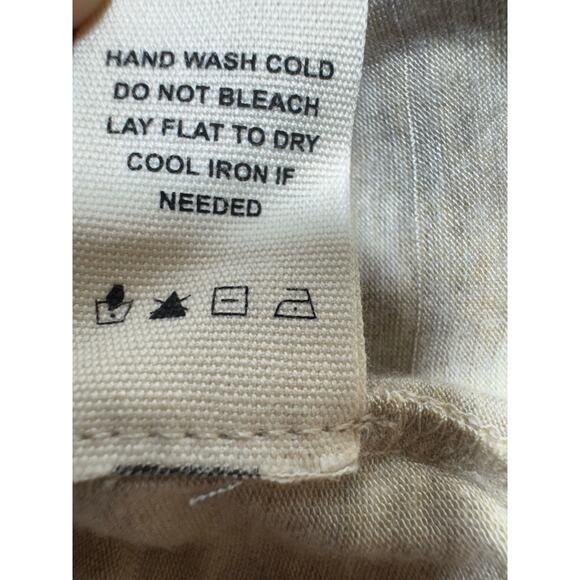 HAND WASH COLD
DO NOT BLEACH
LAY FLAT TO DRY
COOL IRON IF
NEEDED